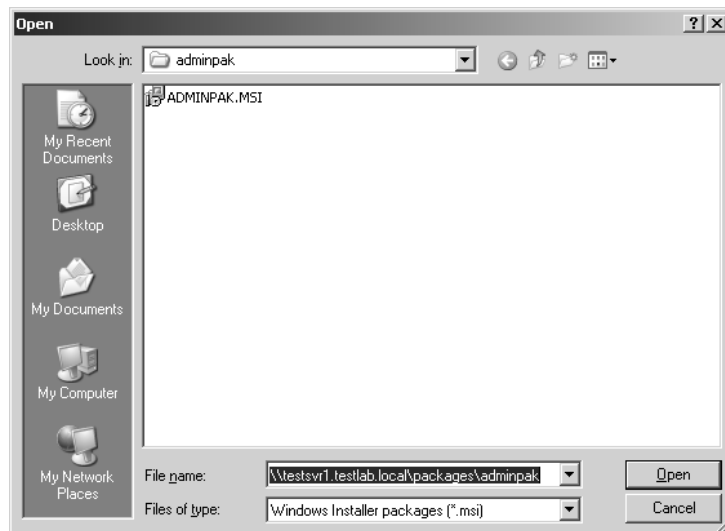 Open
Look in: adminpak
ADMINPAK.MSI
My Recent
Documents
Desktop
My Documents
My Computer
My Network
Places
File name: \\testsvr1.testlab.local\packages\adminpak
Open
Files of type: Windows Installer packages (*.msi)
Cancel